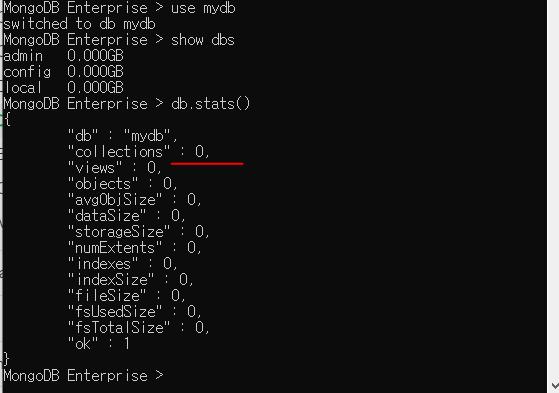 MongoDB Enterprise > use mydb
switched to db mydb
MongoDB Enterprise > show dbs
admin   0.000GB
config  0.000GB
local   0.000GB
MongoDB Enterprise > db.stats()
{
        "db" : "mydb",
        "collections" : 0,
        "views" : 0,
        "objects" : 0,
        "avgObjSize" : 0,
        "dataSize" : 0,
        "storageSize" : 0,
        "numExtents" : 0,
        "indexes" : 0,
        "indexSize" : 0,
        "fileSize" : 0,
        "fsUsedSize" : 0,
        "fsTotalSize" : 0,
        "ok" : 1
}
MongoDB Enterprise >